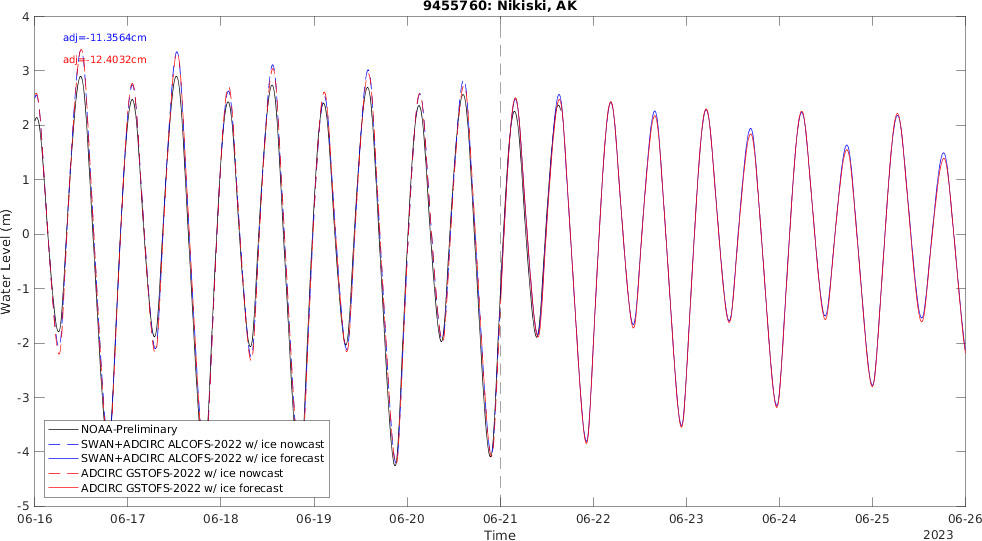 9455760: Nikiski, AK
adj=-11.3564cm
adj=-12.4032cm
Water Level (m)
4
3
2
1
0
-1
-2
-3
-4
-5
NOAA-Preliminary
SWAN+ADCIRC ALCOFS-2022 w/ ice nowcast
SWAN+ADCIRC ALCOFS-2022 w/ ice forecast
ADCIRC GSTOFS-2022 w/ ice nowcast
ADCIRC GSTOFS-2022 w/ ice forecast
06-16 06-17 06-18 06-19 06-20 06-21 06-22 06-23 06-24 06-25 06-26
Time
2023